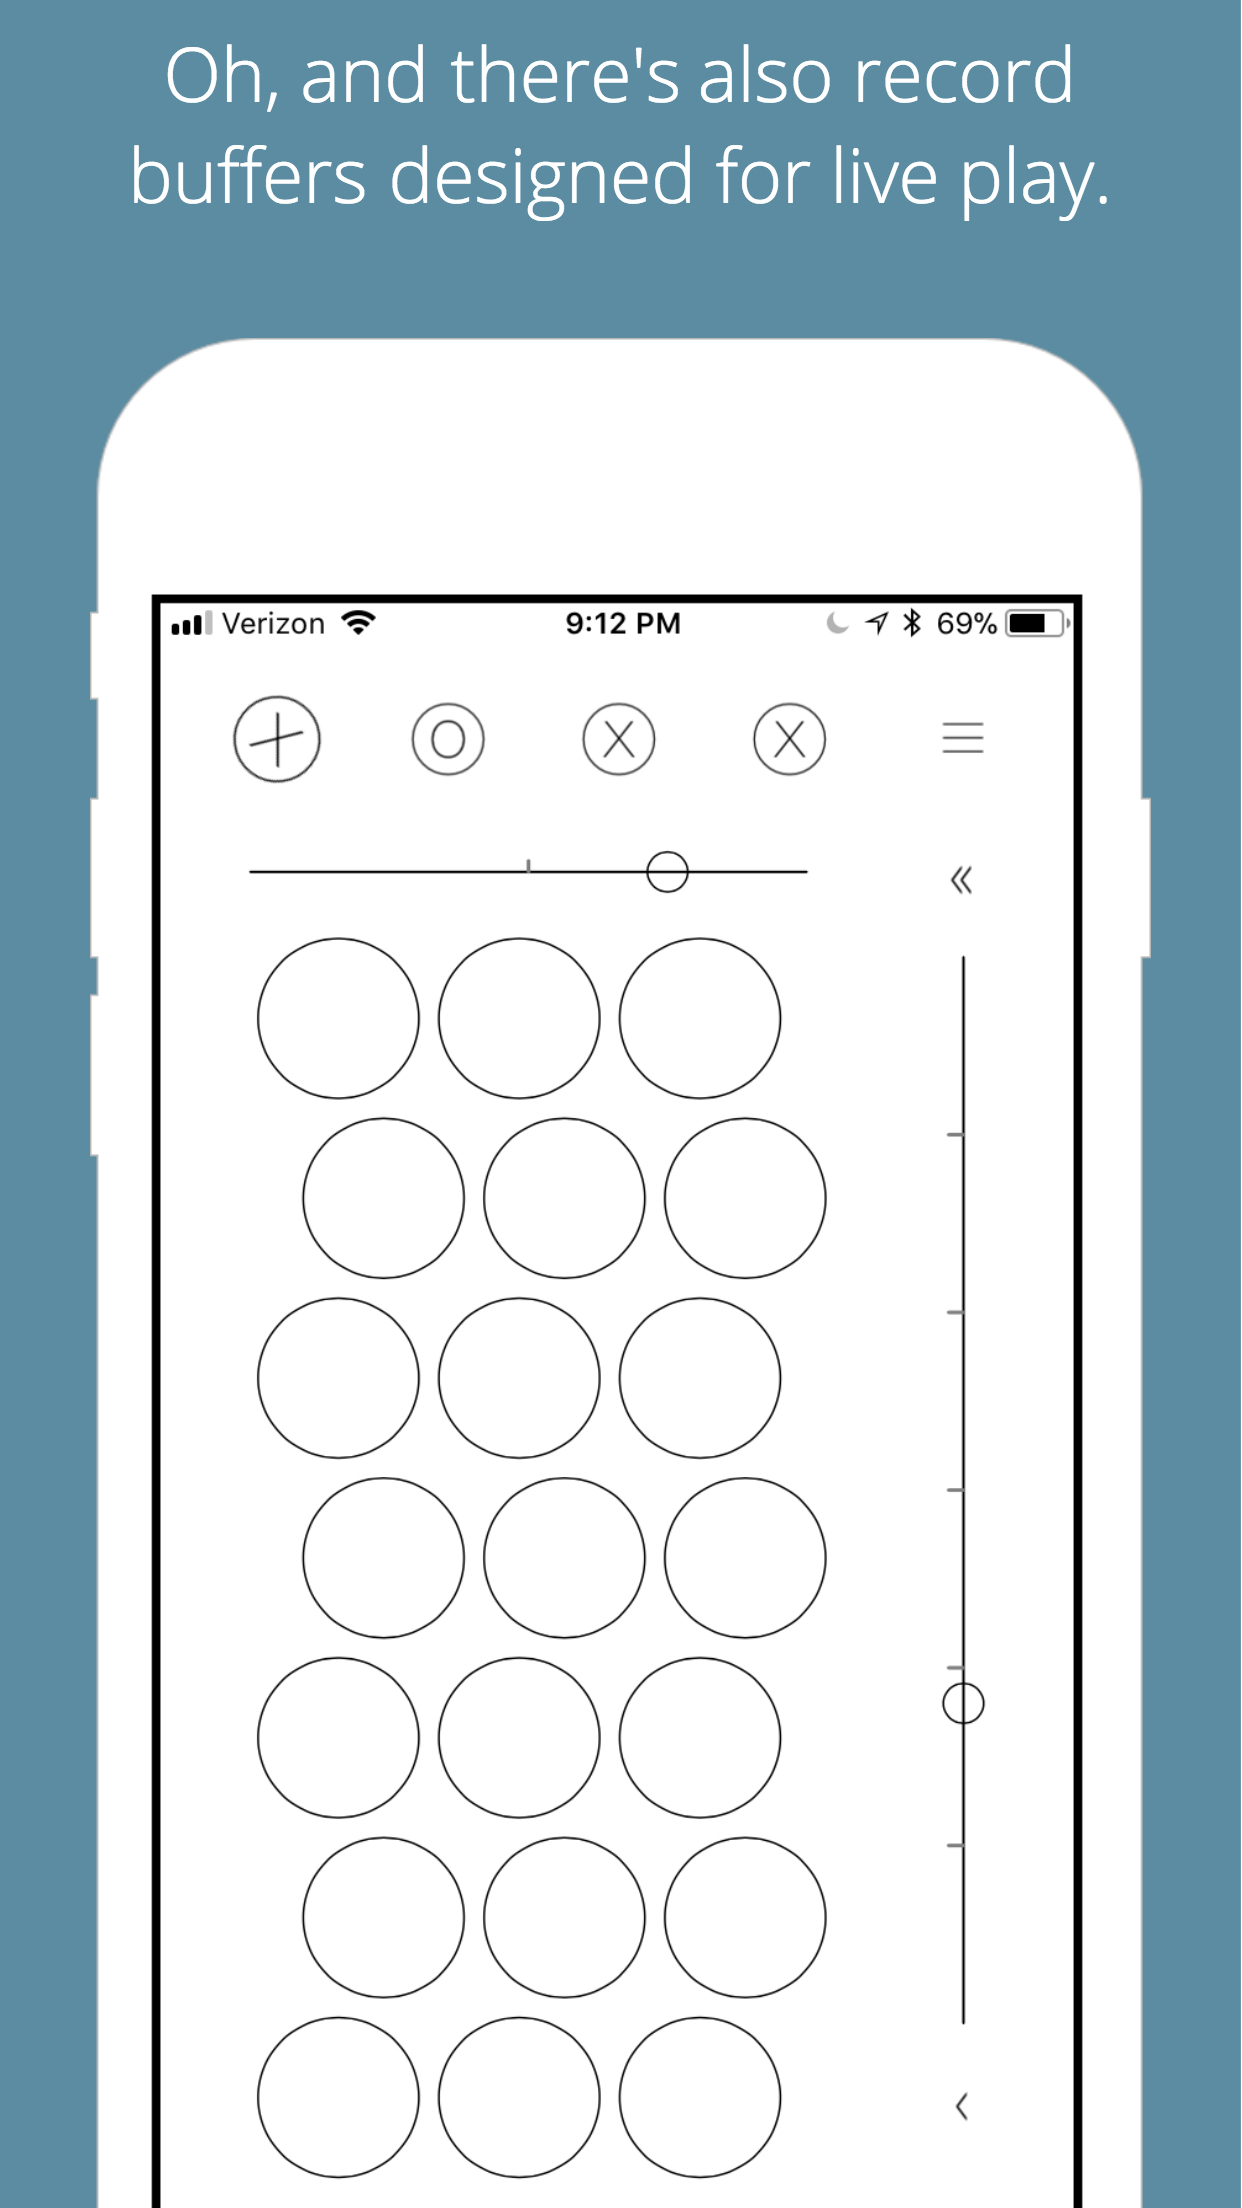 Oh, and there's also record
buffers designed for live play.
Verizon 9:12 PM 69%
O X X